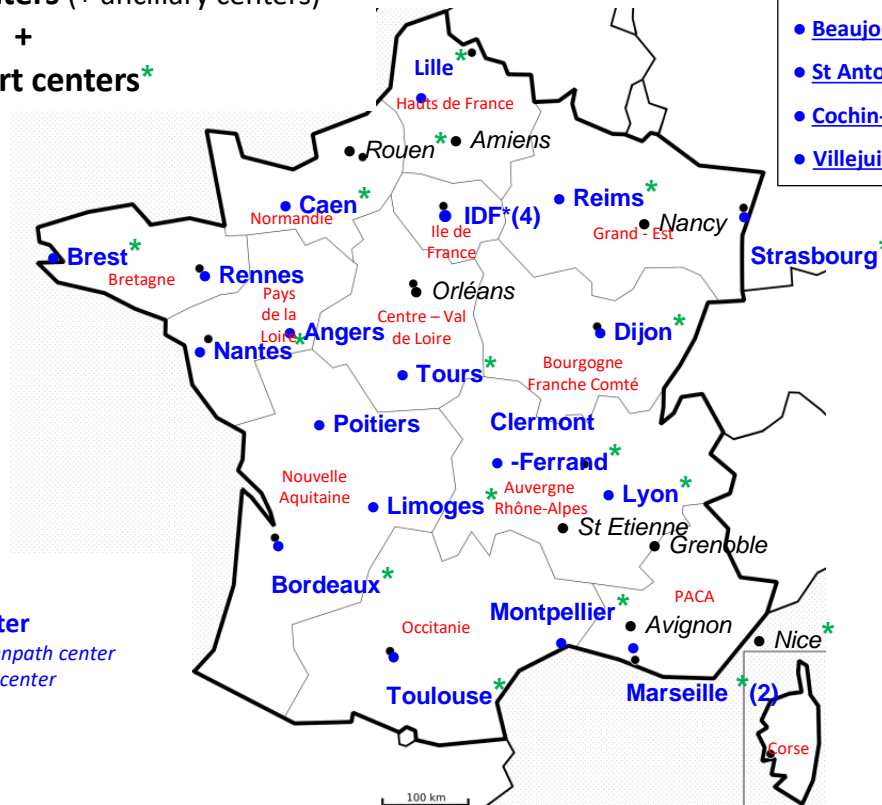 (+ ancillary centers)
+
centers*
Beaujo
St Anto
Cochin-
Villejui
Lille*
Hauts de France
Rouen*
Amiens
Caen*
Normandie
IDF*(4)
Ile de
France
Reims*
Grand - Est
Nancy
Strasbourg*
Brest*
Bretagne
Rennes
Pays
de la
Loire
Orléans
Centre – Val
de Loire
Angers
Nantes*
Dijon*
Bourgogne
Franche Comté
Tours*
Poitiers
Clermont
-Ferrand*
Nouvelle
Aquitaine
Limoges*
Auvergne
Rhône-Alpes
Lyon*
St Etienne
Grenoble
Bordeaux*
Montpellier*
PACA
Avignon
Nice*
Occitanie
Toulouse*
Marseille*(2)
Corse
center
center
100 km